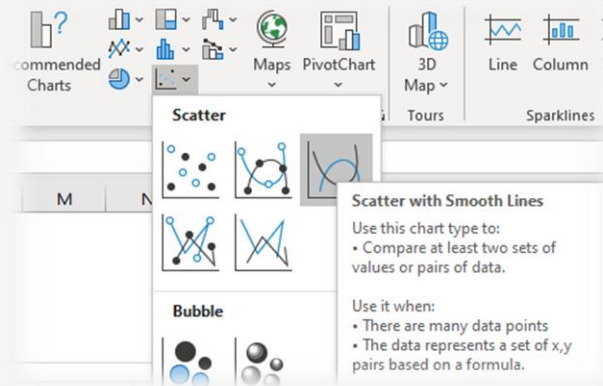 Recommended
Charts
Maps
PivotChart
3D
Map
Line
Column
Tours
Sparklines
M
N
Scatter
Scatter with Smooth Lines
Use this chart type to:
• Compare at least two sets of
values or pairs of data.
Use it when:
• There are many data points
• The data represents a set of x,y
pairs based on a formula.
Bubble